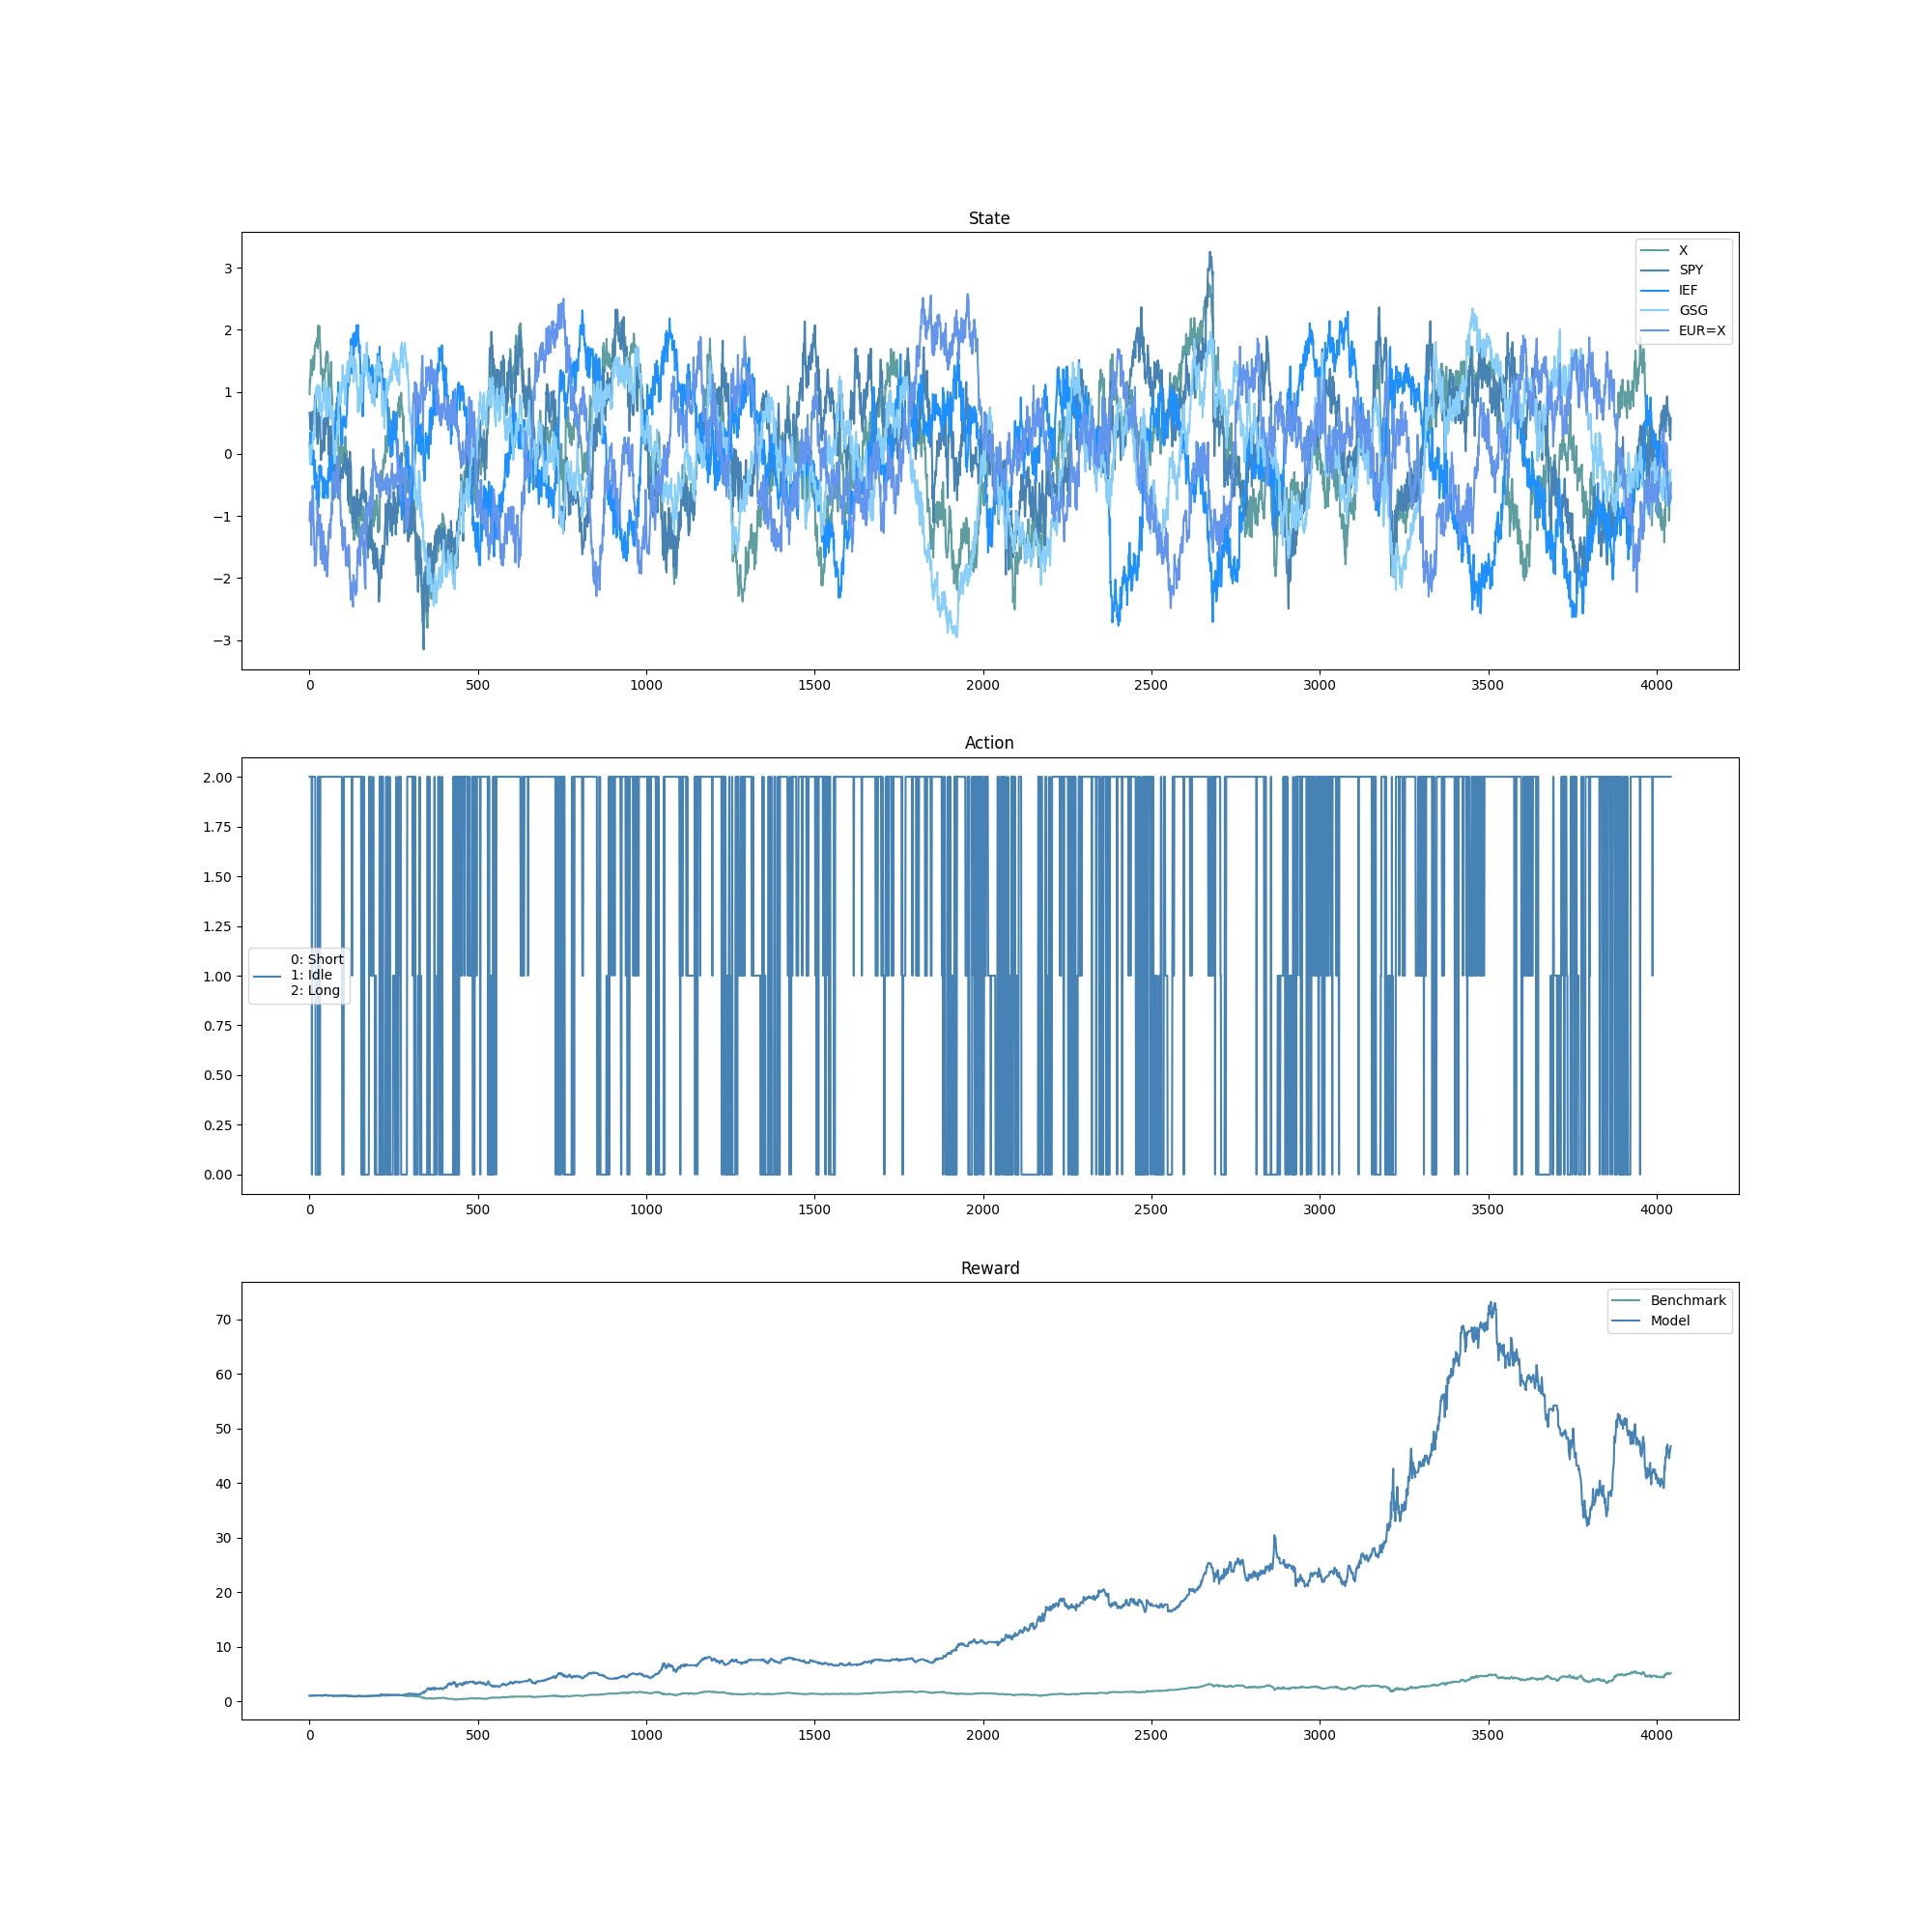 State
3
2
1
0
−1
−2
−3
X
SPY
IEF
GSG
EUR=X
0 500 1000 1500 2000 2500 3000 3500 4000
Action
2.00
1.75
1.50
1.25
1.00
0.75
0.50
0.25
0.00
0: Short
1: Idle
2: Long
0 500 1000 1500 2000 2500 3000 3500 4000
Reward
70
60
50
40
30
20
10
0
Benchmark
Model
0 500 1000 1500 2000 2500 3000 3500 4000